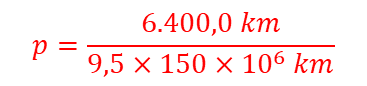 p = 6.400,0 km / 9,5 × 150 × 10⁶ km